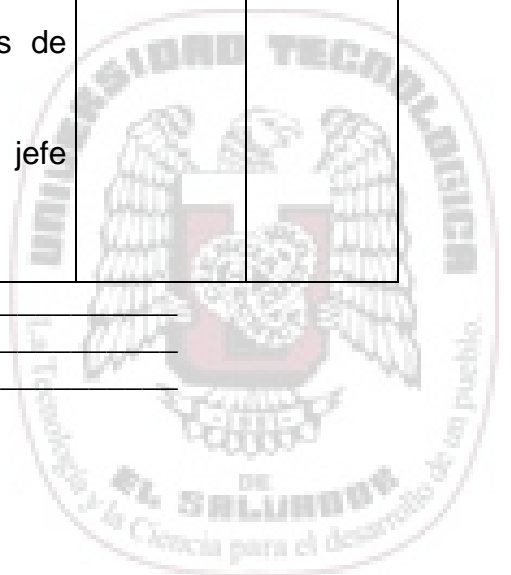 s de
jefe
UNIVERSIDAD TECNOLOGICA
DE
EL SALVADOR
La Tecnología y la Ciencia para el desarrollo de un pueblo.